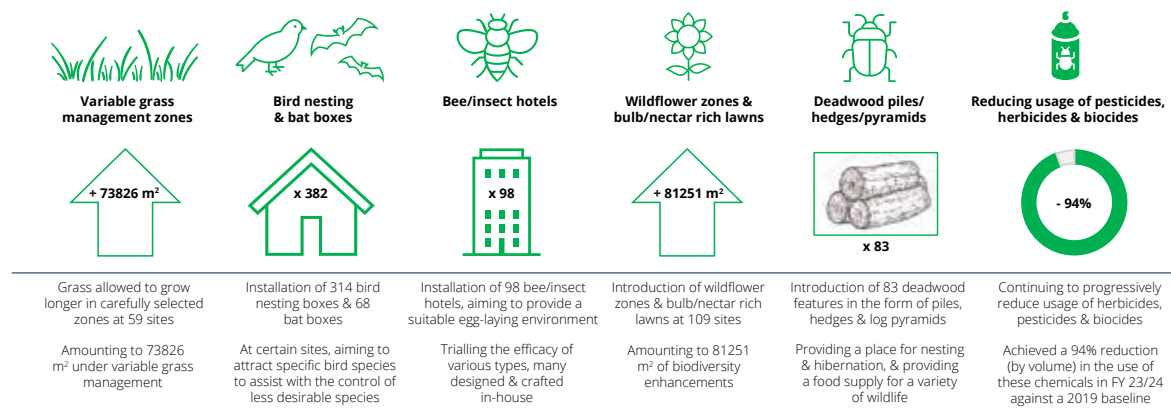 Variable grass
management zones
Bird nesting
& bat boxes
Bee/insect hotels
Wildflower zones &
bulb/nectar rich lawns
Deadwood piles/
hedges/pyramids
Reducing usage of pesticides,
herbicides & biocides
+ 73826 m²
x 382
x 98
+ 81251 m²
x 83
- 94%
Grass allowed to grow
longer in carefully selected
zones at 59 sites
Amounting to 73826
m² under variable grass
management
Installation of 314 bird
nesting boxes & 68
bat boxes
At certain sites, aiming to
attract specific bird species
to assist with the control of
less desirable species
Installation of 98 bee/insect
hotels, aiming to provide a
suitable egg-laying environment
Trialling the efficacy of
various types, many
designed & crafted
in-house
Introduction of wildflower
zones & bulb/nectar rich
lawns at 109 sites
Amounting to 81251
m² of biodiversity
enhancements
Introduction of 83 deadwood
features in the form of piles,
hedges & log pyramids
Providing a place for nesting
& hibernation, & providing
a food supply for a variety
of wildlife
Continuing to progressively
reduce usage of herbicides,
pesticides & biocides
Achieved a 94% reduction
(by volume) in the use of
these chemicals in FY 23/24
against a 2019 baseline